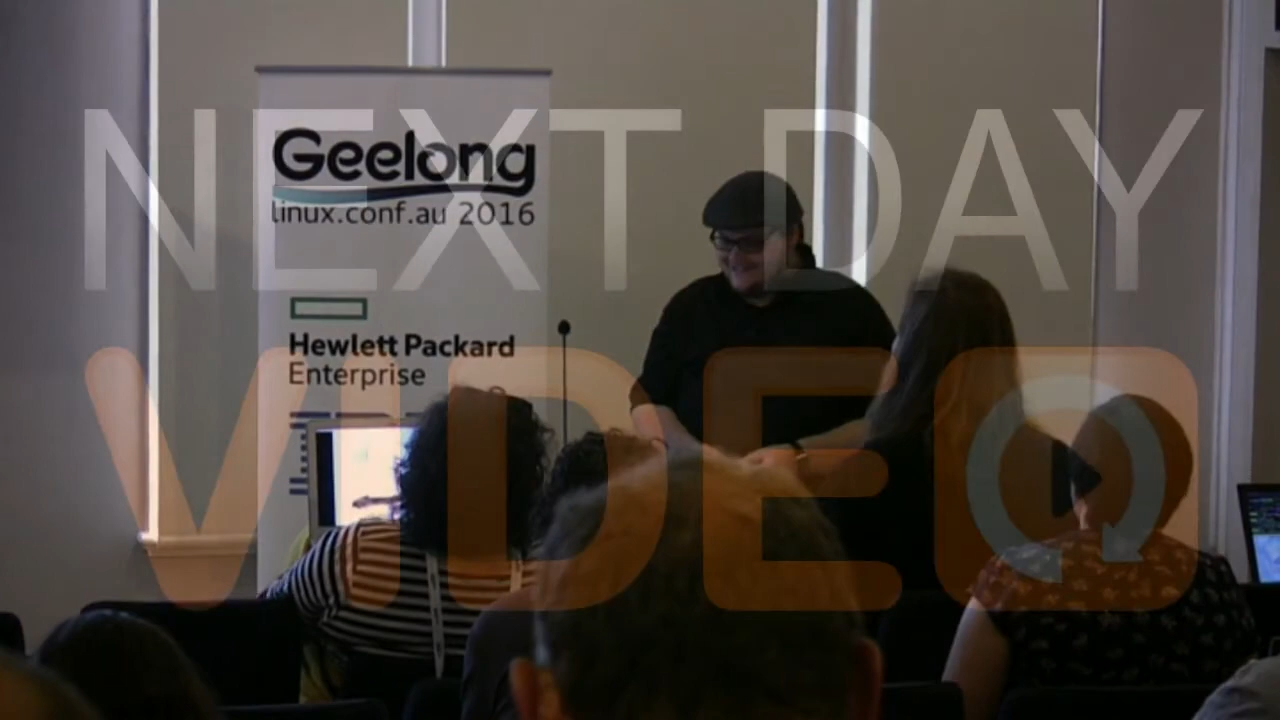 NEXT DAY
VIDEO
Geelong
linux.conf.au 2016
Hewlett Packard
Enterprise